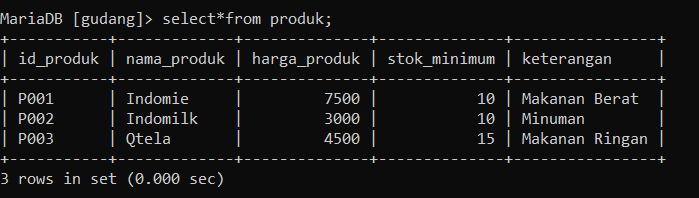 MariaDB [gudang]> select*from produk;
+-----------+-------------+--------------+--------------+----------------+
| id_produk | nama_produk | harga_produk | stok_minimum | keterangan     |
+-----------+-------------+--------------+--------------+----------------+
| P001      | Indomie     |         7500 |           10 | Makanan Berat  |
| P002      | Indomilk    |         3000 |           10 | Minuman        |
| P003      | Qtela       |         4500 |           15 | Makanan Ringan |
+-----------+-------------+--------------+--------------+----------------+
3 rows in set (0.000 sec)